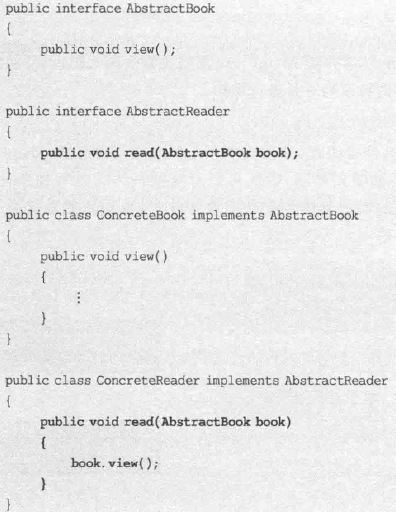 public interface AbstractBook
{
public void view();
}
public interface AbstractReader
{
public void read(AbstractBook book);
}
public class ConcreteBook implements AbstractBook
{
public void view()
{
⋮
}
}
public class ConcreteReader implements AbstractReader
{
public void read(AbstractBook book)
{
book.view();
}
}